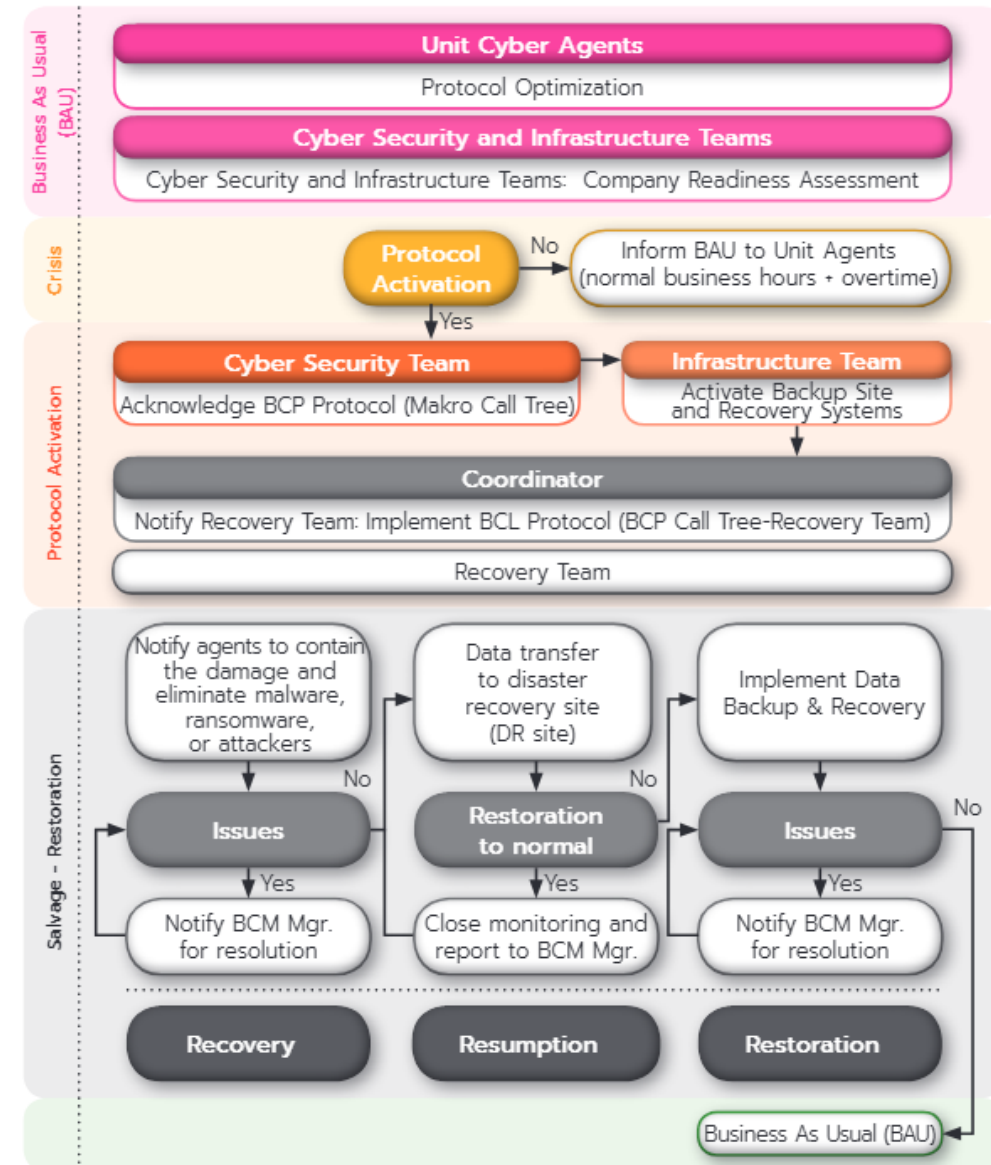 Business As Usual
(BAU)
Unit Cyber Agents
Protocol Optimization
Cyber Security and Infrastructure Teams
Cyber Security and Infrastructure Teams: Company Readiness Assessment
Crisis
Protocol
Activation
No
Inform BAU to Unit Agents
(normal business hours + overtime)
Yes
Protocol Activation
Cyber Security Team
Acknowledge BCP Protocol (Makro Call Tree)
Infrastructure Team
Activate Backup Site
and Recovery Systems
Coordinator
Notify Recovery Team: Implement BCL Protocol (BCP Call Tree-Recovery Team)
Recovery Team
Salvage - Restoration
Notify agents to contain
the damage and
eliminate malware,
ransomware,
or attackers
No
Issues
Yes
Notify BCM Mgr.
for resolution
Recovery
Data transfer
to disaster
recovery site
(DR site)
No
Restoration
to normal
Yes
Close monitoring and
report to BCM Mgr.
Resumption
Implement Data
Backup & Recovery
Issues
No
Yes
Notify BCM Mgr.
for resolution
Restoration
Business As Usual (BAU)